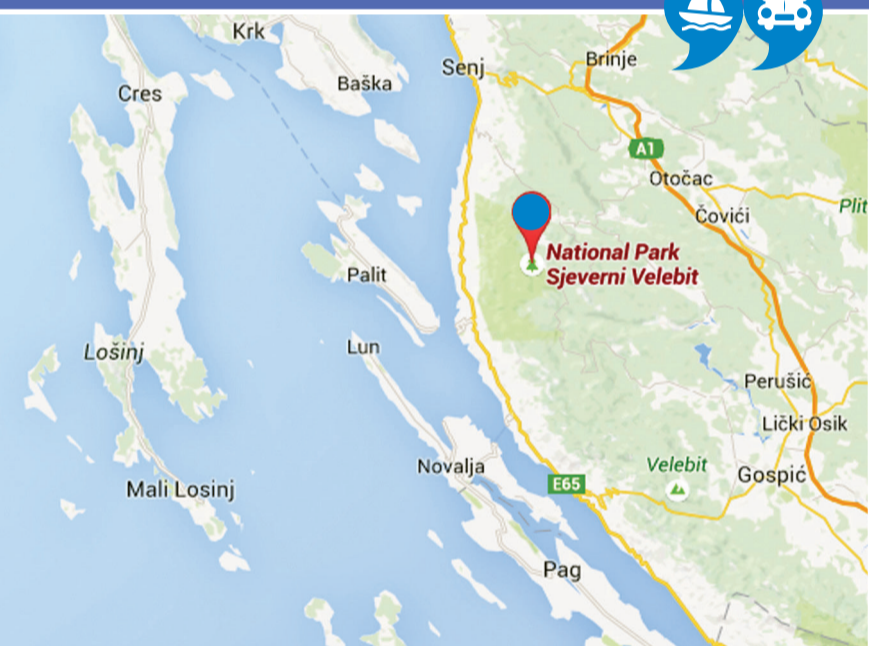 Krk
Brinje
Senj
Baška
Cres
A1
Otočac
Čovići
Plit
National Park
Sjeverni Velebit
Palit
Lun
Lošinj
Perušić
Lički Osik
Novalja
Velebit
Gospić
E65
Mali Losinj
Pag